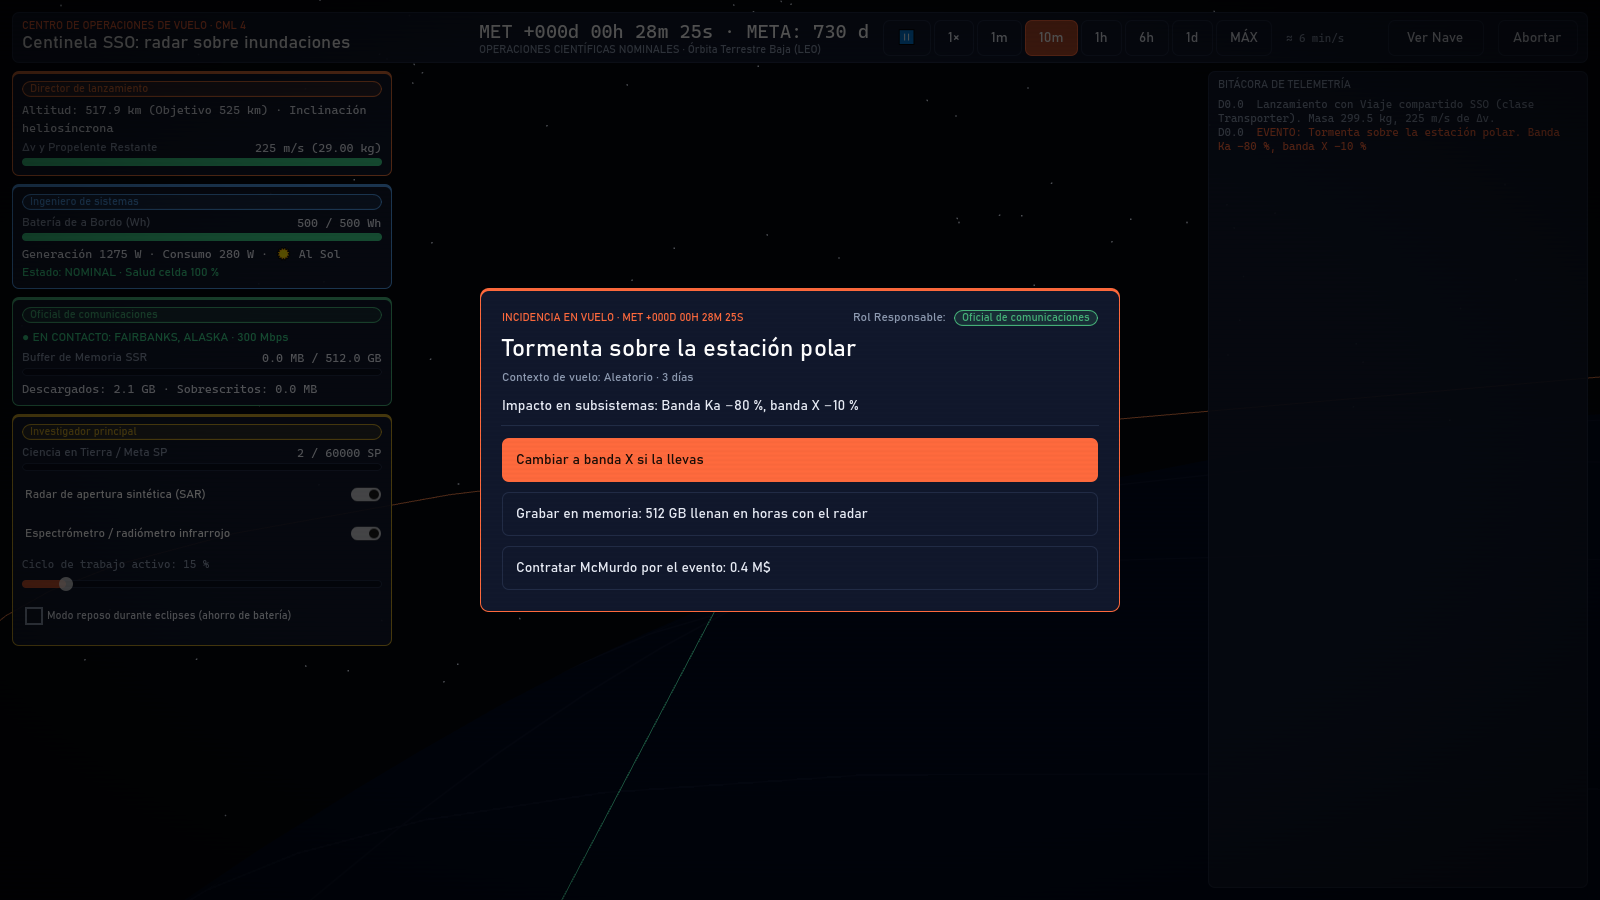 CENTRO DE OPERACIONES DE VUELO · CML 4
Centinela SSO: radar sobre inundaciones
MET +000d 00h 28m 25s · META: 730 d
OPERACIONES CIENTÍFICAS NOMINALES · Órbita Terrestre Baja (LEO)
1×
1m
10m
1h
6h
1d
MÁX
≈ 6 min/s
Ver Nave
Abortar
Director de lanzamiento
Altitud: 517.9 km (Objetivo 525 km) · Inclinación
heliosíncrona
Δv y Propelente Restante
225 m/s (29.00 kg)
Ingeniero de sistemas
Batería de a Bordo (Wh)
500 / 500 Wh
Generación 1275 W · Consumo 280 W · Al Sol
Estado: NOMINAL · Salud celda 100 %
Oficial de comunicaciones
● EN CONTACTO: FAIRBANKS, ALASKA · 300 Mbps
Buffer de Memoria SSR
0.0 MB / 512.0 GB
Descargados: 2.1 GB · Sobrescritos: 0.0 MB
Investigador principal
Ciencia en Tierra / Meta SP
2 / 60000 SP
Radar de apertura sintética (SAR)
Espectrómetro / radiómetro infrarrojo
Ciclo de trabajo activo: 15 %
Modo reposo durante eclipses (ahorro de batería)
INCIDENCIA EN VUELO · MET +000D 00H 28M 25S
Rol Responsable:
Oficial de comunicaciones
Tormenta sobre la estación polar
Contexto de vuelo: Aleatorio · 3 días
Impacto en subsistemas: Banda Ka −80 %, banda X −10 %
Cambiar a banda X si la llevas
Grabar en memoria: 512 GB llenan en horas con el radar
Contratar McMurdo por el evento: 0.4 M$
BITÁCORA DE TELEMETRÍA
D0.0 Lanzamiento con Viaje compartido SSO (clase
Transporter). Masa 299.5 kg, 225 m/s de Δv.
D0.0 EVENTO: Tormenta sobre la estación polar. Banda
Ka −80 %, banda X −10 %